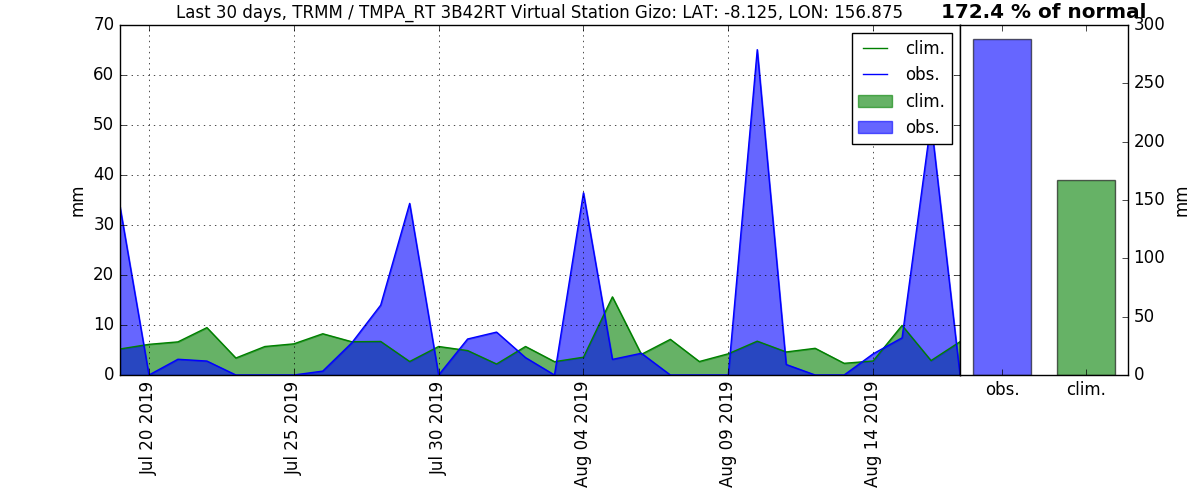 Last 30 days, TRMM / TMPA_RT 3B42RT Virtual Station Gizo: LAT: -8.125, LON: 156.875
172.4 % of normal
70
60
50
40
30
20
10
0
mm
clim.
obs.
clim.
obs.
300
250
200
150
100
50
0
mm
Jul 20 2019
Jul 25 2019
Jul 30 2019
Aug 04 2019
Aug 09 2019
Aug 14 2019
obs.
clim.